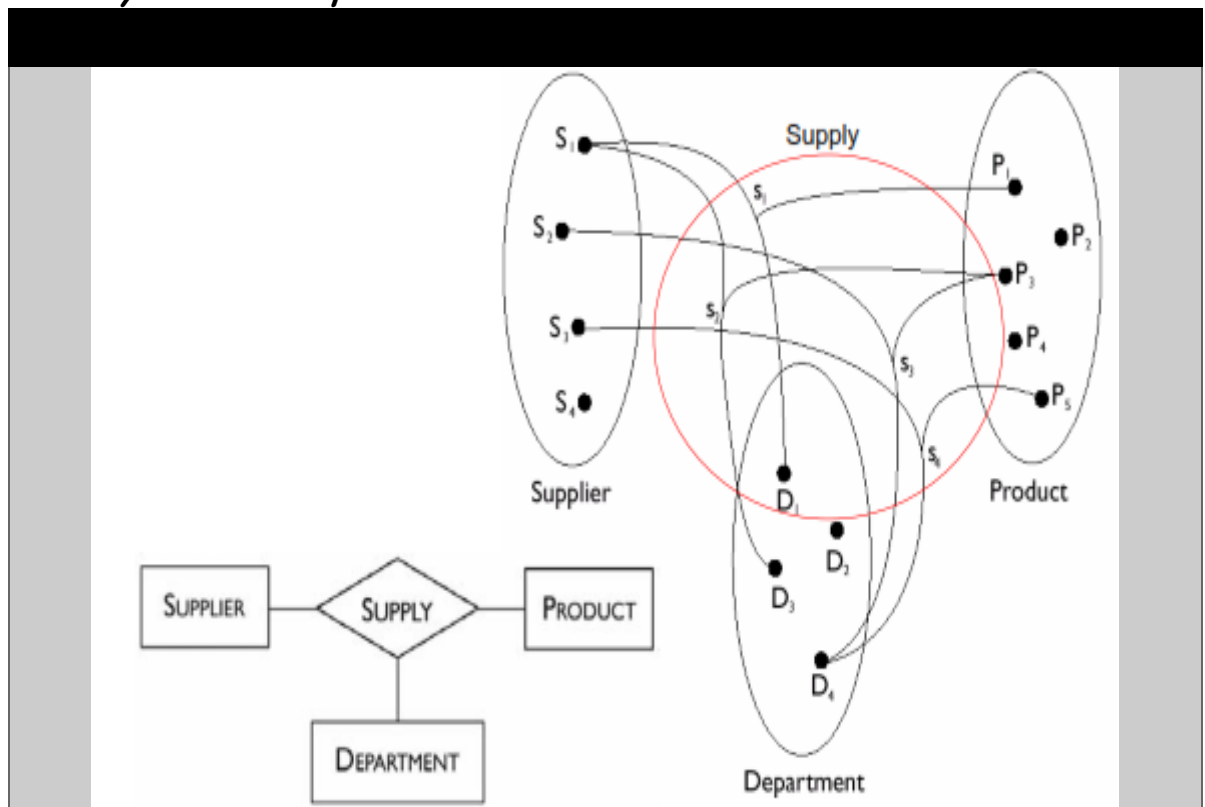 Supply
S₁
S₂
S₃
S₄
Supplier
s₁
s₂
s₃
s₄
P₁
P₂
P₃
P₄
P₅
Product
D₁
D₂
D₃
D₄
Department
SUPPLIER
SUPPLY
PRODUCT
DEPARTMENT